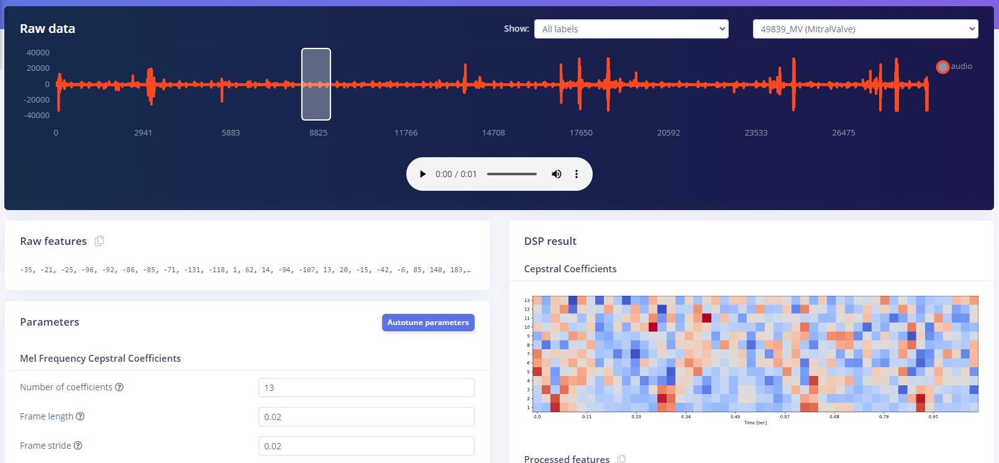 Raw data
Show:
All labels
49839_MV (MitralValve)
40000
20000
0
-20000
-40000
audio
0 2941 5883 8825 11766 14708 17650 20592 23533 26475
0:00 / 0:01
Raw features
-35, -21, -25, -96, -92, -86, -85, -71, -131, -118, 1, 62, 14, -94, -107, 13, 20, -15, -42, -6, 85, 140, 183,…
Parameters
Autotune parameters
Mel Frequency Cepstral Coefficients
Number of coefficients ?
13
Frame length ?
0.02
Frame stride ?
0.02
DSP result
Cepstral Coefficients
13
12
11
10
9
8
7
6
5
4
3
2
1
0.0 0.11 0.23 0.34 0.45 0.57 0.68 0.79 0.91
Time [sec]
Processed features